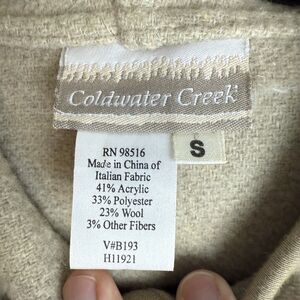 Coldwater Creek
S
RN 98516
Made in China of
Italian Fabric
41% Acrylic
33% Polyester
23% Wool
3% Other Fibers
V#B193
H11921